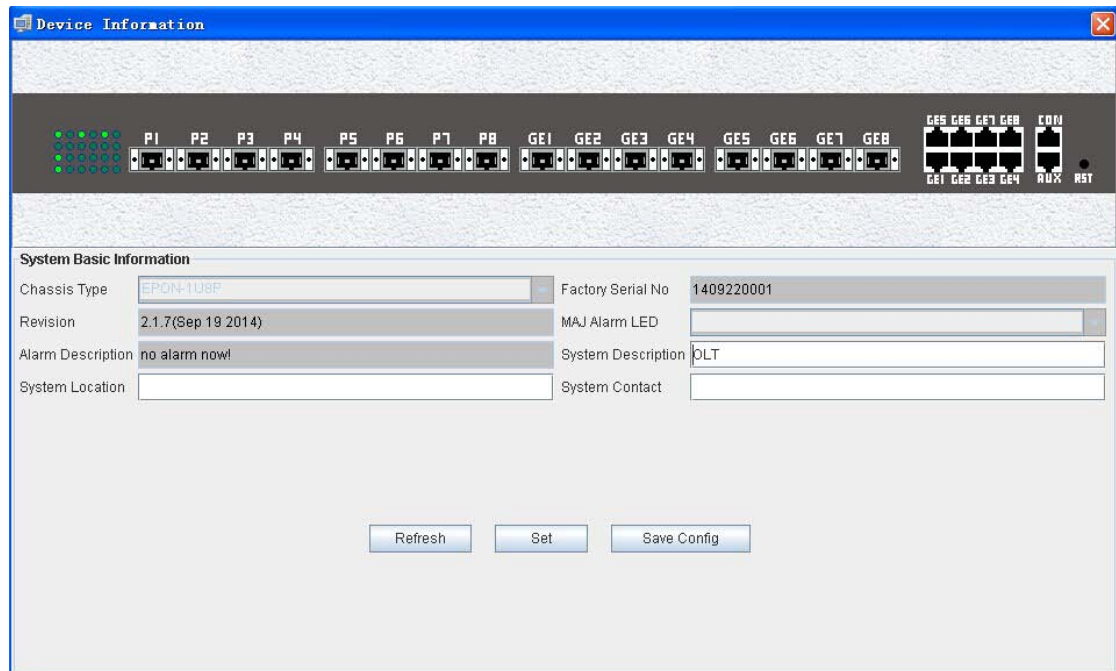 Device Information
GE5 GE6 GE7 GE8 CON
P1 P2 P3 P4 P5 P6 P7 P8 GE1 GE2 GE3 GE4 GE5 GE6 GE7 GE8
GE1 GE2 GE3 GE4 AUX RST
System Basic Information
Chassis Type EPON-1U8P Factory Serial No 1409220001
Revision 2.1.7(Sep 19 2014) MAJ Alarm LED
Alarm Description no alarm now! System Description OLT
System Location System Contact
Refresh Set Save Config